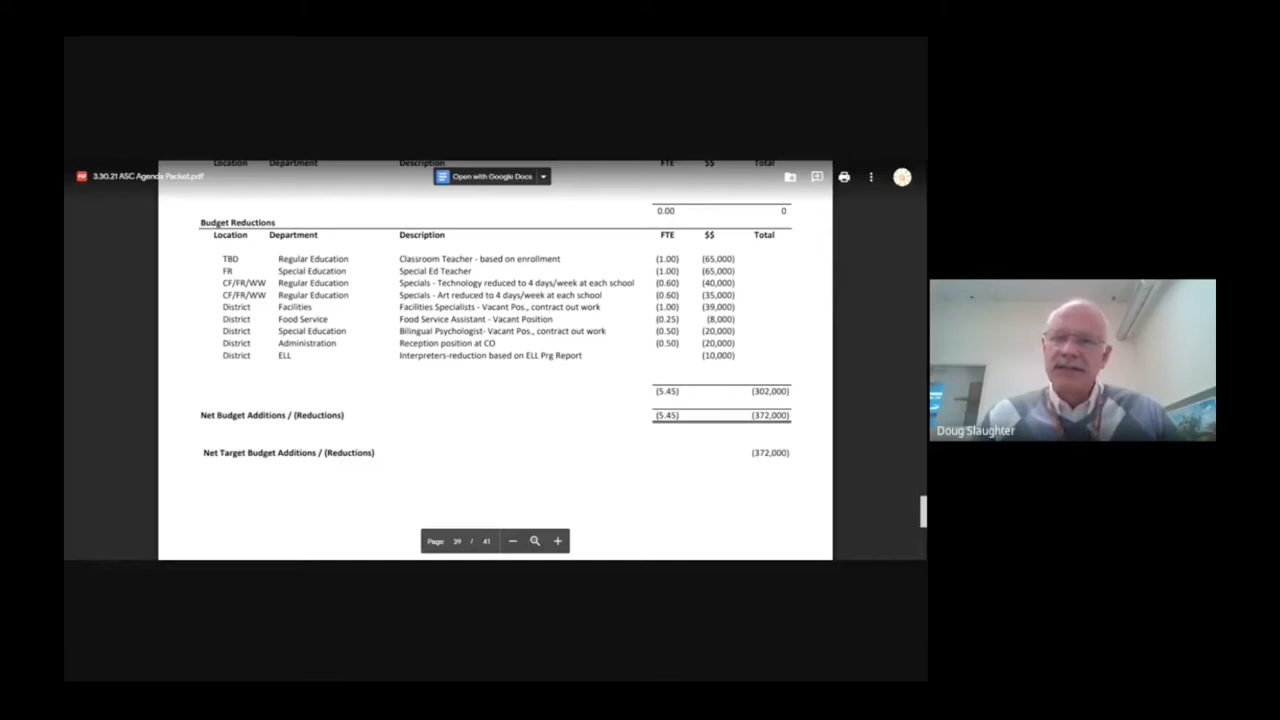 Location Department Description FTE $$ Total
3.30.21 ASC Agenda Packet.pdf Open with Google Docs
0.00 0
Budget Reductions
Location Department Description FTE $$ Total
TBD Regular Education Classroom Teacher - based on enrollment (1.00) (65,000)
FR Special Education Special Ed Teacher (1.00) (65,000)
CF/FR/WW Regular Education Specials - Technology reduced to 4 days/week at each school (0.60) (40,000)
CF/FR/WW Regular Education Specials - Art reduced to 4 days/week at each school (0.60) (35,000)
District Facilities Facilities Specialists - Vacant Pos., contract out work (1.00) (39,000)
District Food Service Food Service Assistant - Vacant Position (0.25) (8,000)
District Special Education Bilingual Psychologist- Vacant Pos., contract out work (0.50) (20,000)
District Administration Reception position at CO (0.50) (20,000)
District ELL Interpreters-reduction based on ELL Prg Report (10,000)
(5.45) (302,000)
Net Budget Additions / (Reductions) (5.45) (372,000)
Net Target Budget Additions / (Reductions) (372,000)
Page 39 / 41
Doug Slaughter